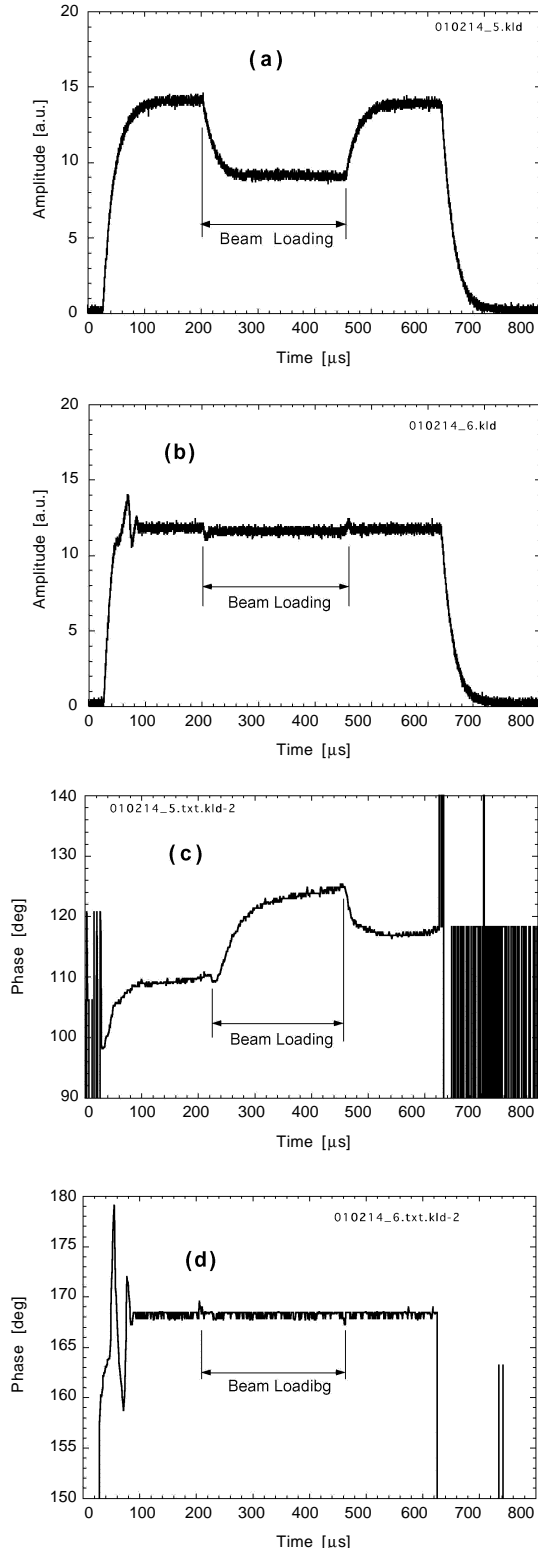 010214_5.kld
(a)
20
15
10
5
0
Amplitude [a.u.]
Beam Loading
0 100 200 300 400 500 600 700 800
Time [μs]
010214_6.kld
(b)
20
15
10
5
0
Amplitude [a.u.]
Beam Loading
0 100 200 300 400 500 600 700 800
Time [μs]
010214_5.txt.kld-2
(c)
140
130
120
110
100
90
Phase [deg]
Beam Loading
0 100 200 300 400 500 600 700 800
Time [μs]
010214_6.txt.kld-2
(d)
180
175
170
165
160
155
150
Phase [deg]
Beam Loadibg
0 100 200 300 400 500 600 700 800
Time [μs]